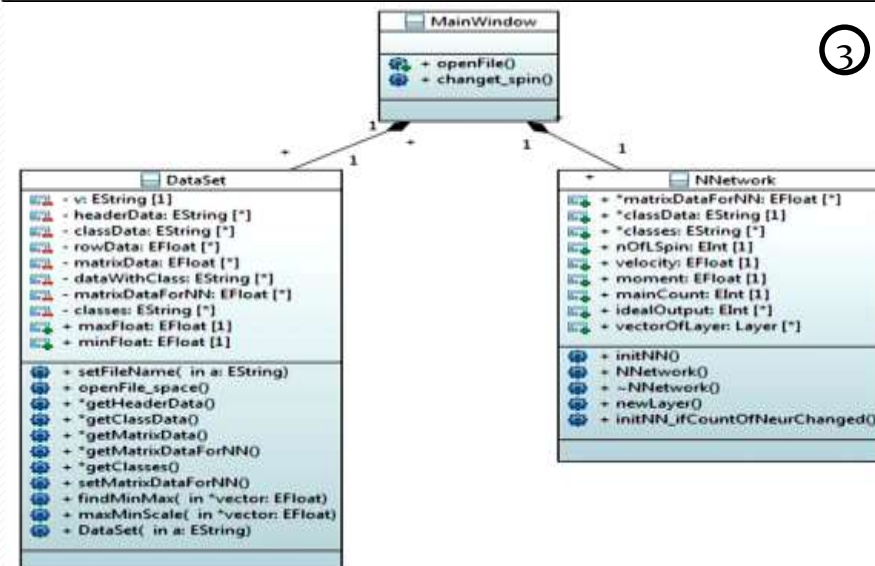 MainWindow
+ openFile()
+ changet_spin()
3
1
*
1
*
*
1
1
*
DataSet
- v: EString [1]
- headerData: EString [*]
- classData: EString [*]
- rowData: EFloat [*]
- matrixData: EFloat [*]
- dataWithClass: EString [*]
- matrixDataForNN: EFloat [*]
- classes: EString [*]
+ maxFloat: EFloat [1]
+ minFloat: EFloat [1]
+ setFileName( in a: EString)
+ openFile_space()
+ *getHeaderData()
+ *getClassData()
+ *getMatrixData()
+ *getMatrixDataForNN()
+ *getClasses()
+ setMatrixDataForNN()
+ findMinMax( in *vector: EFloat)
+ maxMinScale( in *vector: EFloat)
+ DataSet( in a: EString)
NNetwork
+ *matrixDataForNN: EFloat [*]
+ *classData: EString [1]
+ *classes: EString [*]
+ nOfLSpin: EInt [1]
+ velocity: EFloat [1]
+ moment: EFloat [1]
+ mainCount: EInt [1]
+ idealOutput: EInt [*]
+ vectorOfLayer: Layer [*]
+ initNN()
+ NNetwork()
+ ~NNetwork()
+ newLayer()
+ initNN_ifCountOfNeurChanged()